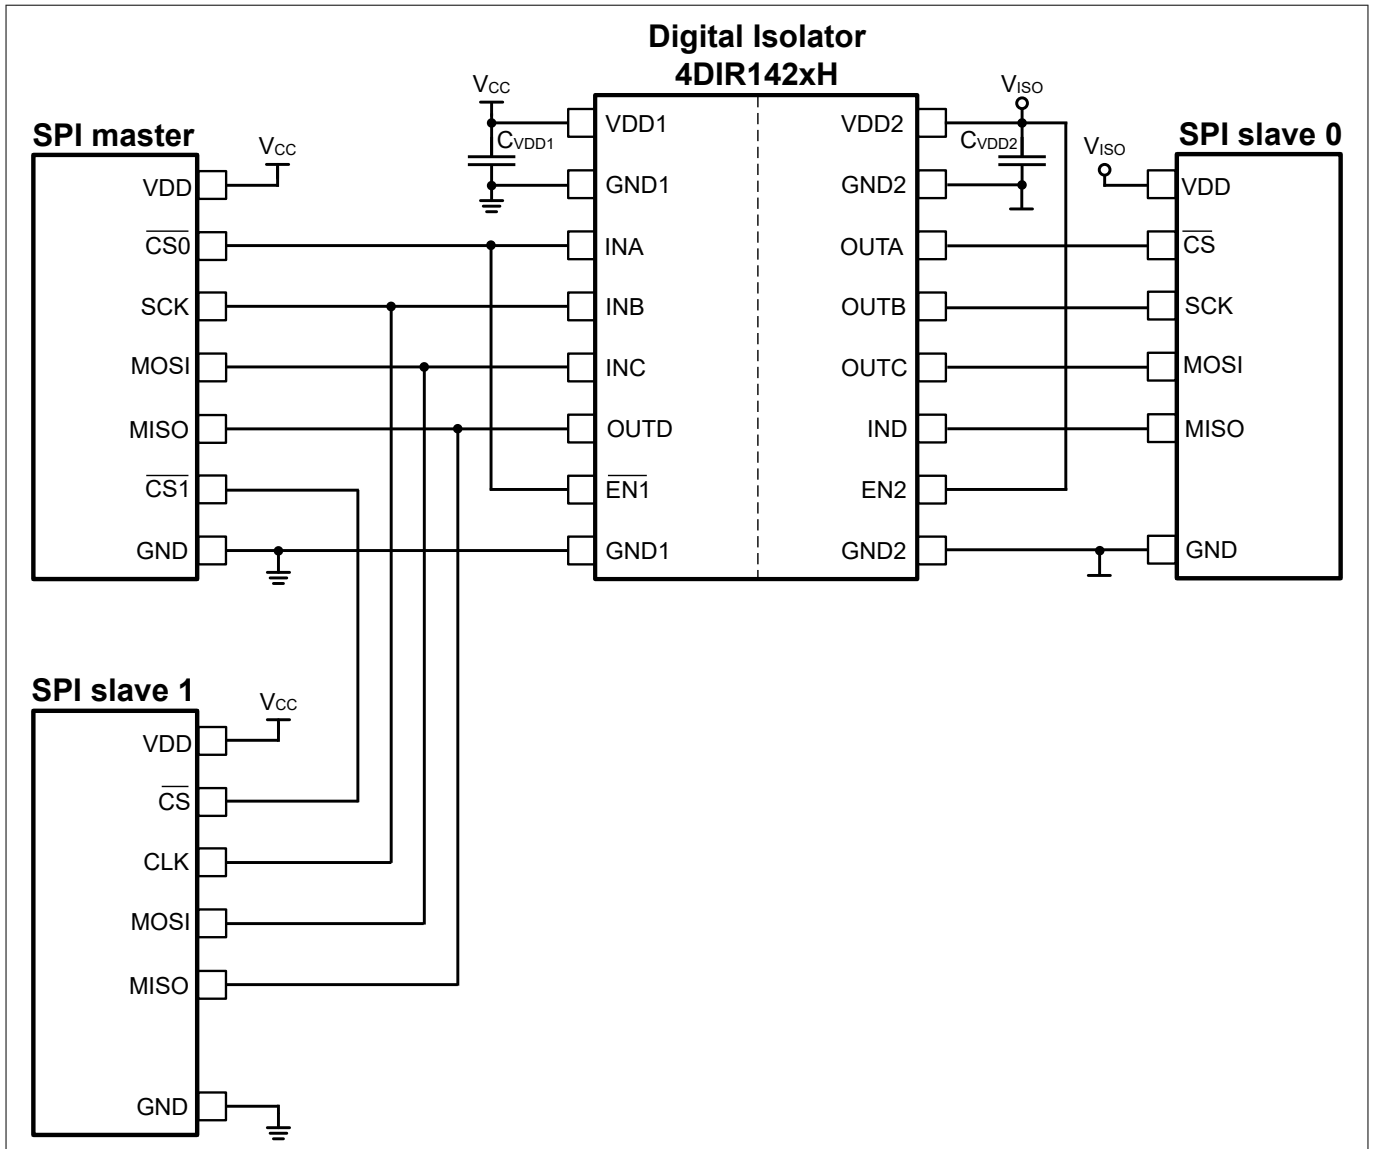 Digital Isolator
4DIR142xH
SPI master
VCC
VDD
CS0
SCK
MOSI
MISO
CS1
GND
VCC
CVDD1
VDD1
GND1
INA
INB
INC
OUTD
EN1
GND1
VDD2
GND2
OUTA
OUTB
OUTC
IND
EN2
GND2
VISO
CVDD2
SPI slave 0
VISO
VDD
CS
SCK
MOSI
MISO
GND
SPI slave 1
VCC
VDD
CS
CLK
MOSI
MISO
GND